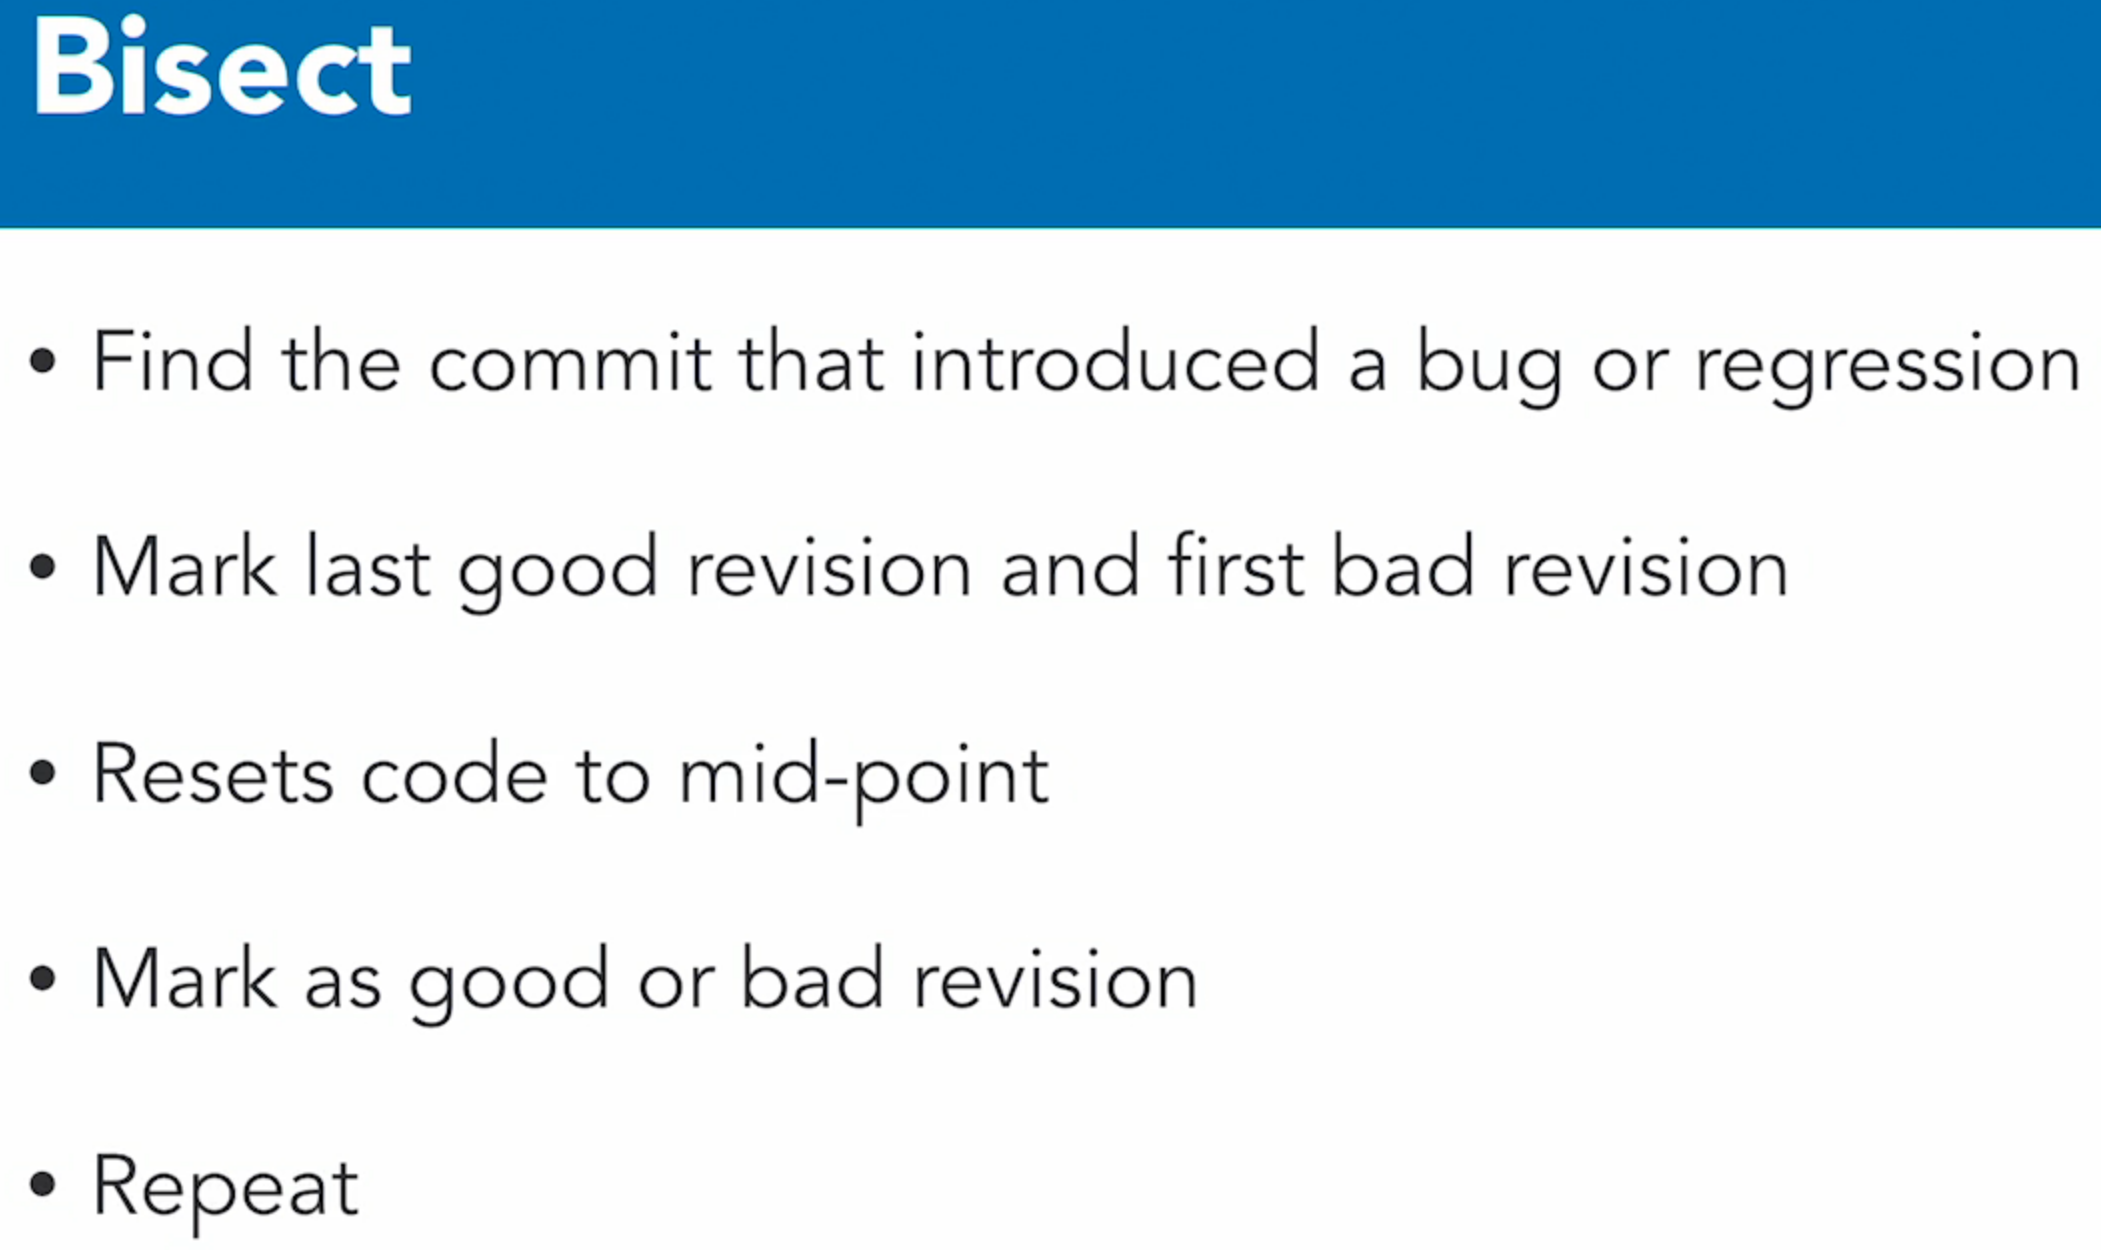 Bisect
• Find the commit that introduced a bug or regression
• Mark last good revision and first bad revision
• Resets code to mid-point
• Mark as good or bad revision
• Repeat